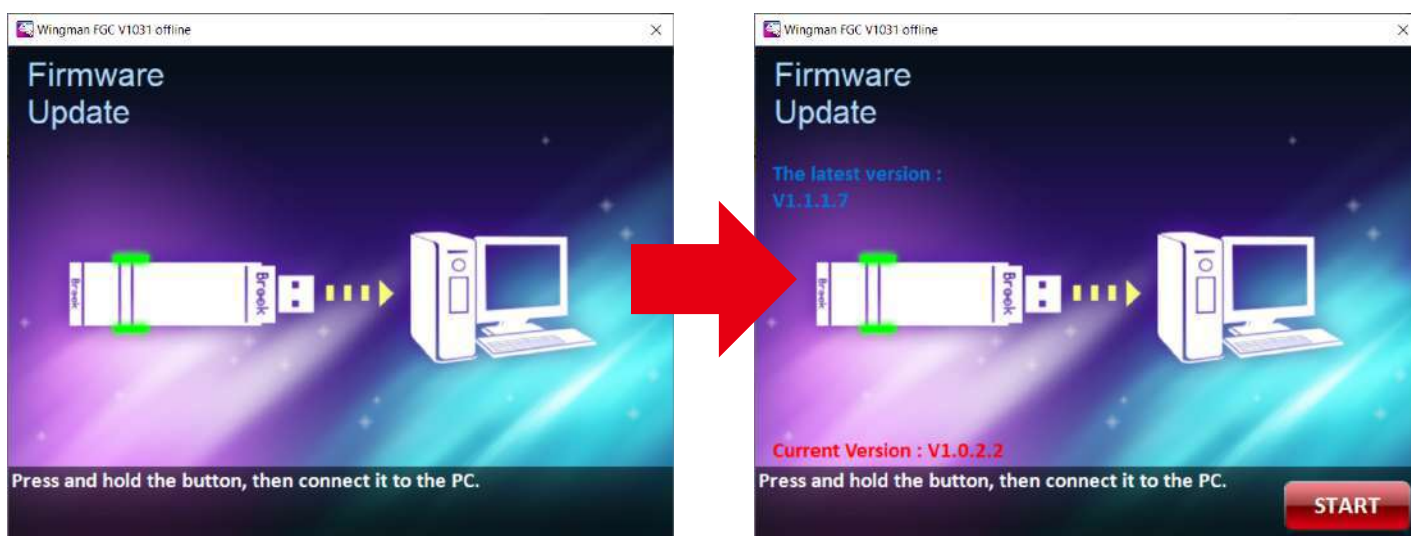 Wingman FGC V1031 offline
Firmware
Update
Brook
Brook
Press and hold the button, then connect it to the PC.
Wingman FGC V1031 offline
Firmware
Update
The latest version :
V1.1.1.7
Brook
Brook
Current Version : V1.0.2.2
Press and hold the button, then connect it to the PC.
START